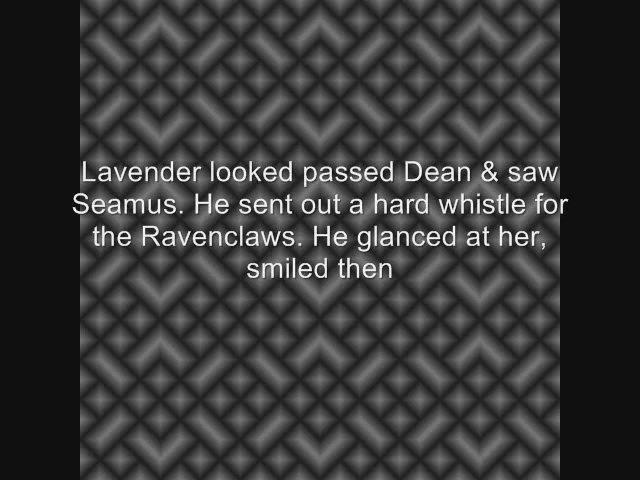 Lavender looked passed Dean & saw
Seamus. He sent out a hard whistle for
the Ravenclaws. He glanced at her,
smiled then